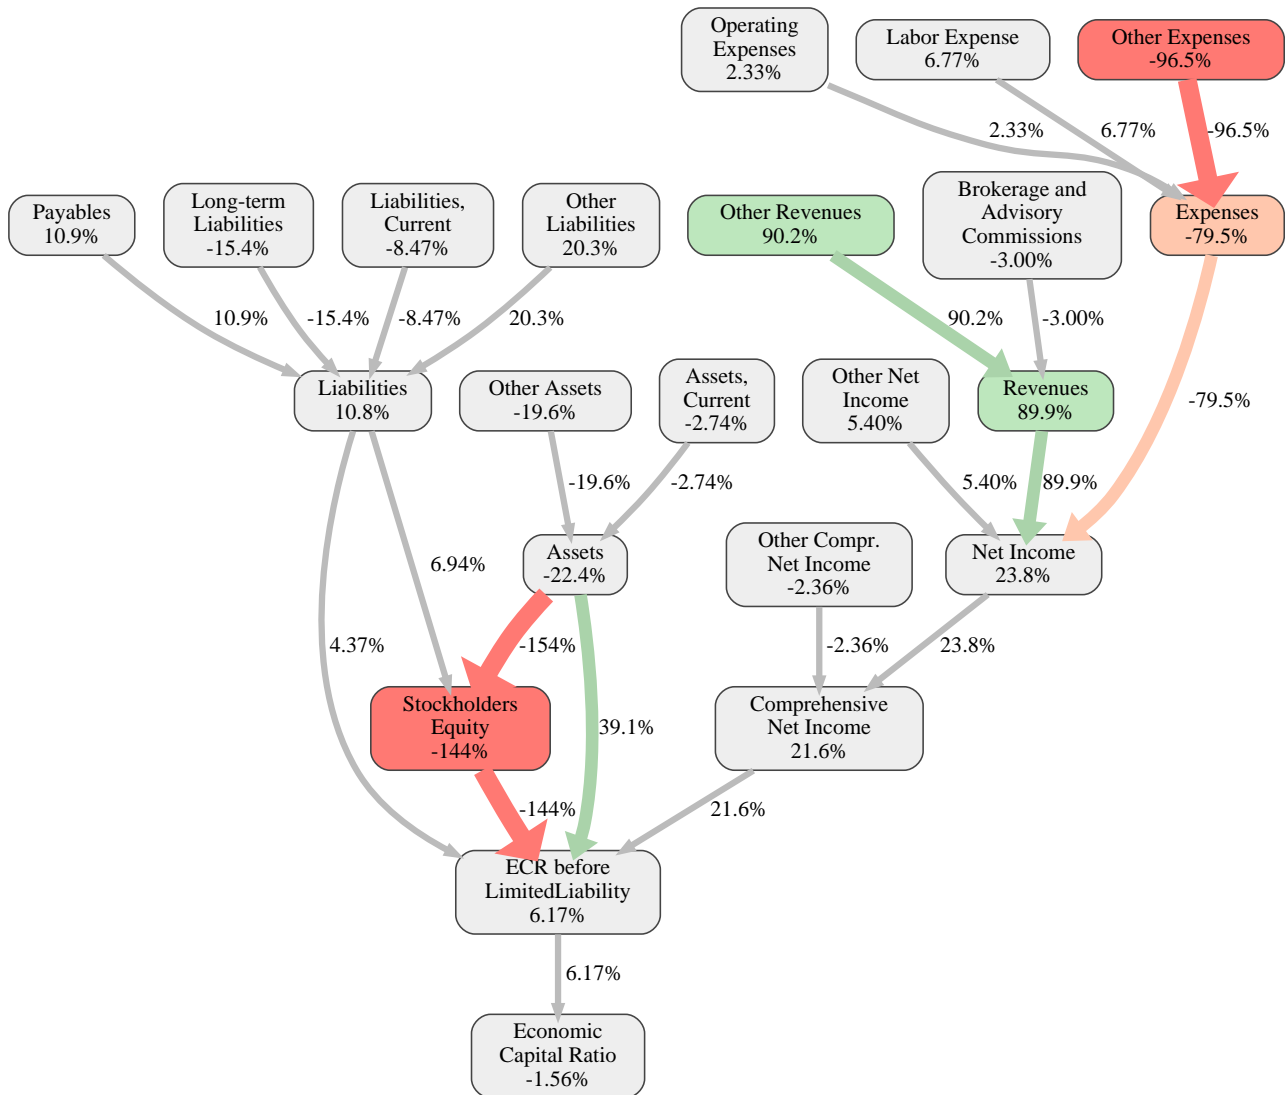 Operating
Expenses
2.33%
Labor Expense
6.77%
Other Expenses
-96.5%
2.33%
6.77%
-96.5%
Payables
10.9%
Long-term
Liabilities
-15.4%
Liabilities,
Current
-8.47%
Other
Liabilities
20.3%
Other Revenues
90.2%
Brokerage and
Advisory
Commissions
-3.00%
Expenses
-79.5%
10.9%
-15.4%
-8.47%
20.3%
90.2%
-3.00%
-79.5%
Liabilities
10.8%
Other Assets
-19.6%
Assets,
Current
-2.74%
Other Net
Income
5.40%
Revenues
89.9%
-19.6%
-2.74%
5.40%
89.9%
6.94%
Assets
-22.4%
Other Compr.
Net Income
-2.36%
Net Income
23.8%
4.37%
-154%
-2.36%
23.8%
Stockholders
Equity
-144%
39.1%
Comprehensive
Net Income
21.6%
-144%
21.6%
ECR before
LimitedLiability
6.17%
6.17%
Economic
Capital Ratio
-1.56%